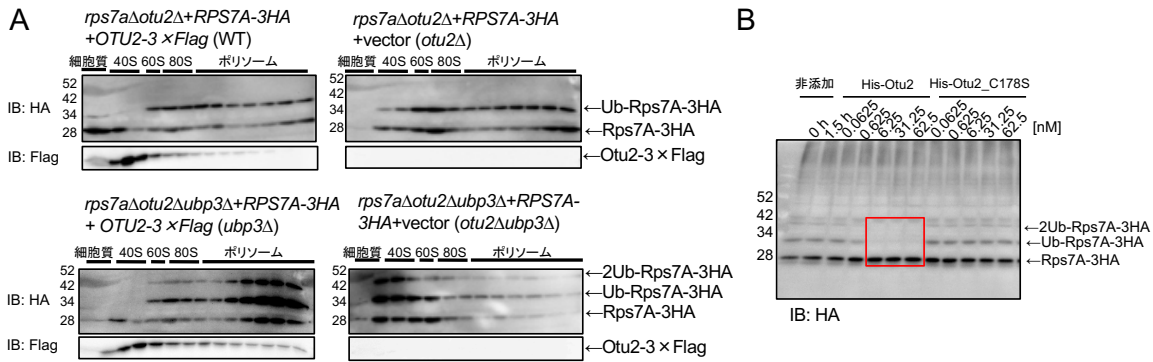 A
rps7aΔotu2Δ+RPS7A-3HA
+OTU2-3×Flag (WT)
細胞質 40S 60S 80S ポリソーム
52
42
34
28
IB: HA
IB: Flag
rps7aΔotu2Δ+RPS7A-3HA
+vector (otu2Δ)
細胞質 40S 60S 80S ポリソーム
52
42
34
28
←Ub-Rps7A-3HA
←Rps7A-3HA
←Otu2-3×Flag
rps7aΔotu2Δubp3Δ+RPS7A-3HA
+ OTU2-3×Flag (ubp3Δ)
細胞質 40S 60S 80S ポリソーム
52
42
34
28
IB: HA
IB: Flag
rps7aΔotu2Δubp3Δ+RPS7A-
3HA+vector (otu2Δubp3Δ)
細胞質 40S 60S 80S ポリソーム
52
42
34
28
←2Ub-Rps7A-3HA
←Ub-Rps7A-3HA
←Rps7A-3HA
←Otu2-3×Flag
B
非添加 His-Otu2 His-Otu2_C178S
0 h 1.5 h 0.0625 0.625 6.25 31.25 62.5 0.0625 0.625 6.25 31.25 62.5 [nM]
52
42
34
28
←2Ub-Rps7A-3HA
←Ub-Rps7A-3HA
←Rps7A-3HA
IB: HA